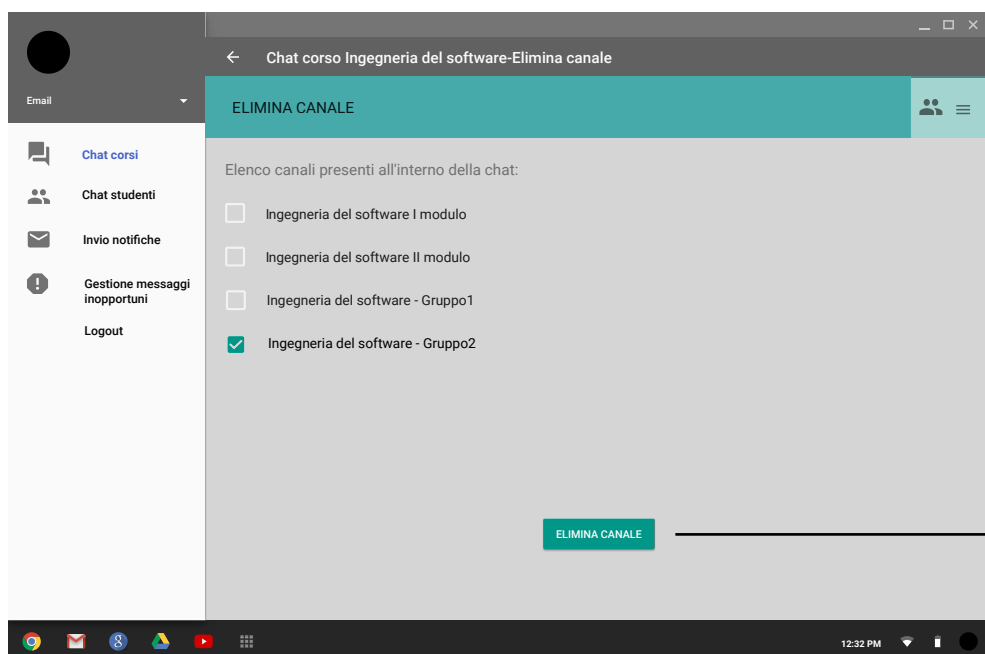 Chat corso Ingegneria del software-Elimina canale
Email
ELIMINA CANALE
Chat corsi
Chat studenti
Invio notifiche
Gestione messaggi
inopportuni
Logout
Elenco canali presenti all'interno della chat:
Ingegneria del software I modulo
Ingegneria del software II modulo
Ingegneria del software - Gruppo1
Ingegneria del software - Gruppo2
ELIMINA CANALE
8
12:32 PM